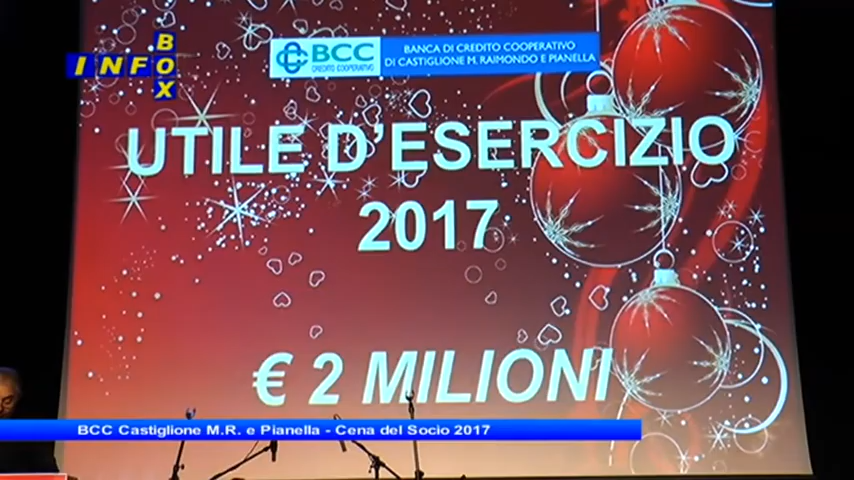 INFO BOX
BCC
CREDITO COOPERATIVO
BANCA DI CREDITO COOPERATIVO
DI CASTIGLIONE M. RAIMONDO E PIANELLA
UTILE D'ESERCIZIO
2017
€ 2 MILIONI
BCC Castiglione M.R. e Pianella - Cena del Socio 2017